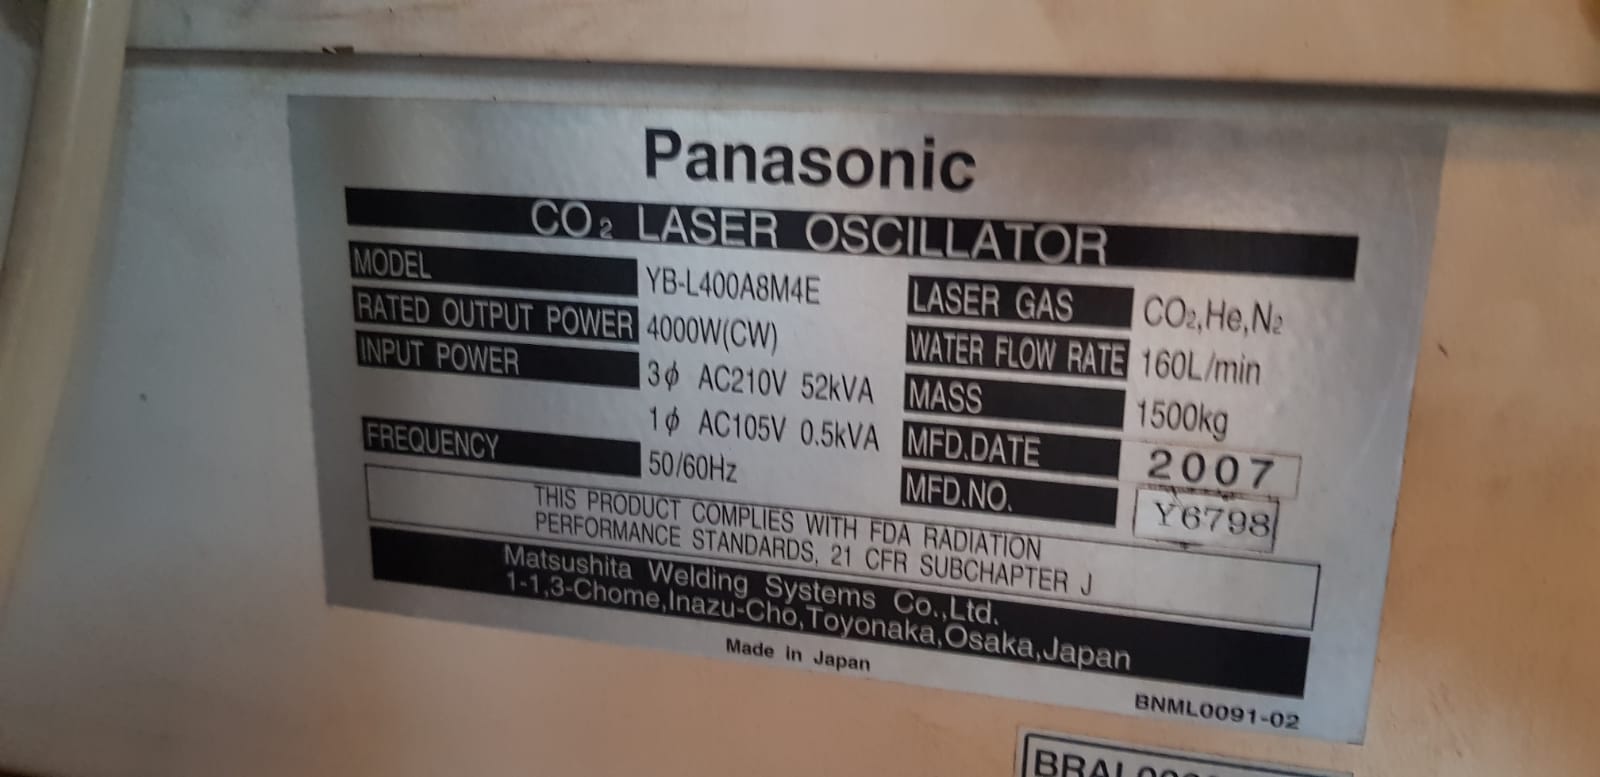 Panasonic
CO₂ LASER OSCILLATOR
MODEL YB-L400A8M4E
RATED OUTPUT POWER 4000W(CW)
INPUT POWER 3ϕ AC210V 52kVA
1ϕ AC105V 0.5kVA
FREQUENCY 50/60Hz
LASER GAS CO₂,He,N₂
WATER FLOW RATE 160L/min
MASS 1500kg
MFD.DATE 2007
MFD.NO. Y6798
THIS PRODUCT COMPLIES WITH FDA RADIATION
PERFORMANCE STANDARDS, 21 CFR SUBCHAPTER J
Matsushita Welding Systems Co.,Ltd.
1-1,3-Chome,Inazu-Cho,Toyonaka,Osaka,Japan
Made in Japan
BNML0091-02